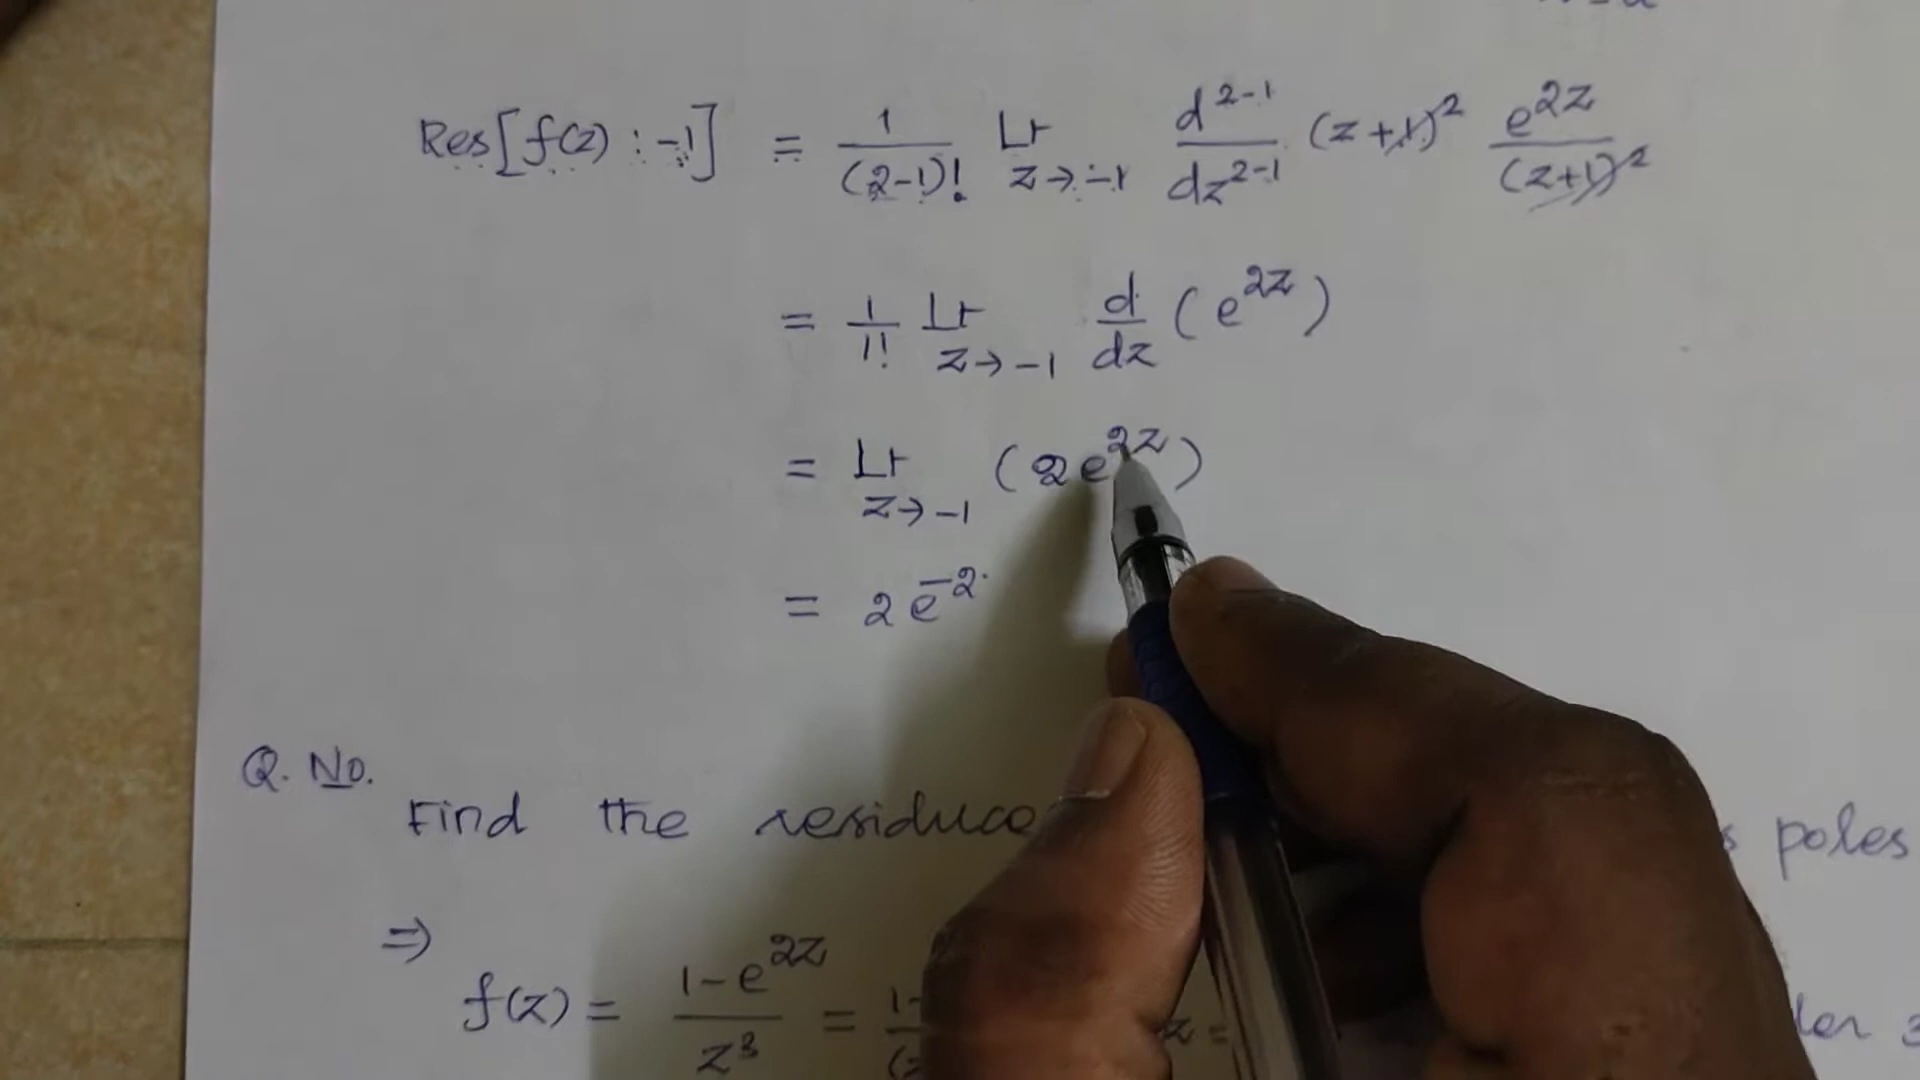 Res[f(z) : -1] = 1/(2-1)! Lt z→-1 d^2-1/dz^2-1 (z+1)^2 e^2z/(z+1)^2
= 1/1! Lt z→-1 d/dz (e^2z)
= Lt z→-1 (2e^2z)
= 2e^-2
Q. No.
Find the poles
⇒
f(z) = 1-e^2z/z^3 =